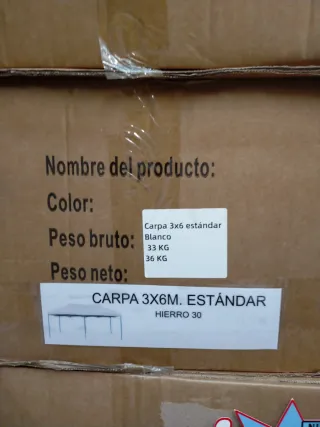 Nombre del producto:
Color:
Peso bruto:
Peso neto:
Carpa 3x6 estándar
Blanco
33 KG
36 KG
CARPA 3X6M. ESTÁNDAR
HIERRO 30